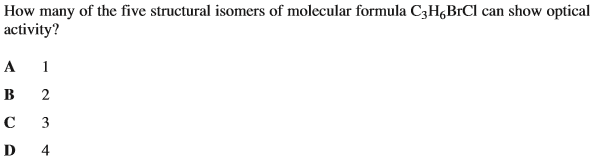 How many of the five structural isomers of molecular formula C₃H₆BrCl can show optical
activity?
A 1
B 2
C 3
D 4